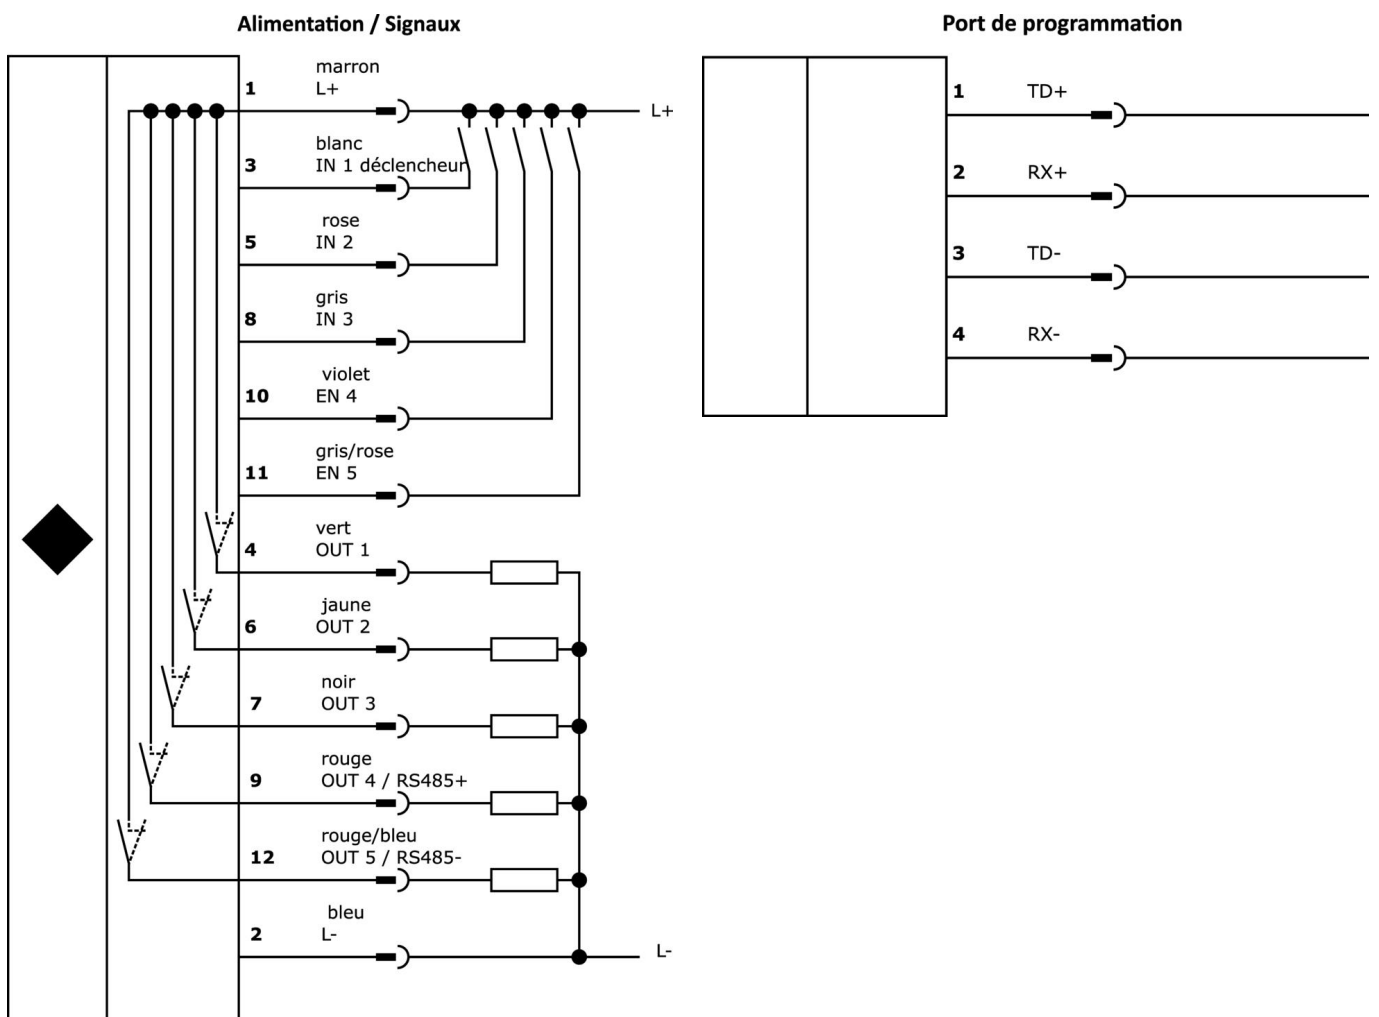 Alimentation / Signaux
marron
1 L+
L+
blanc
3 IN 1 déclencheur
rose
5 IN 2
gris
8 IN 3
violet
10 EN 4
gris/rose
11 EN 5
vert
4 OUT 1
jaune
6 OUT 2
noir
7 OUT 3
rouge
9 OUT 4 / RS485+
rouge/bleu
12 OUT 5 / RS485-
bleu
2 L-
L-
Port de programmation
1 TD+
2 RX+
3 TD-
4 RX-